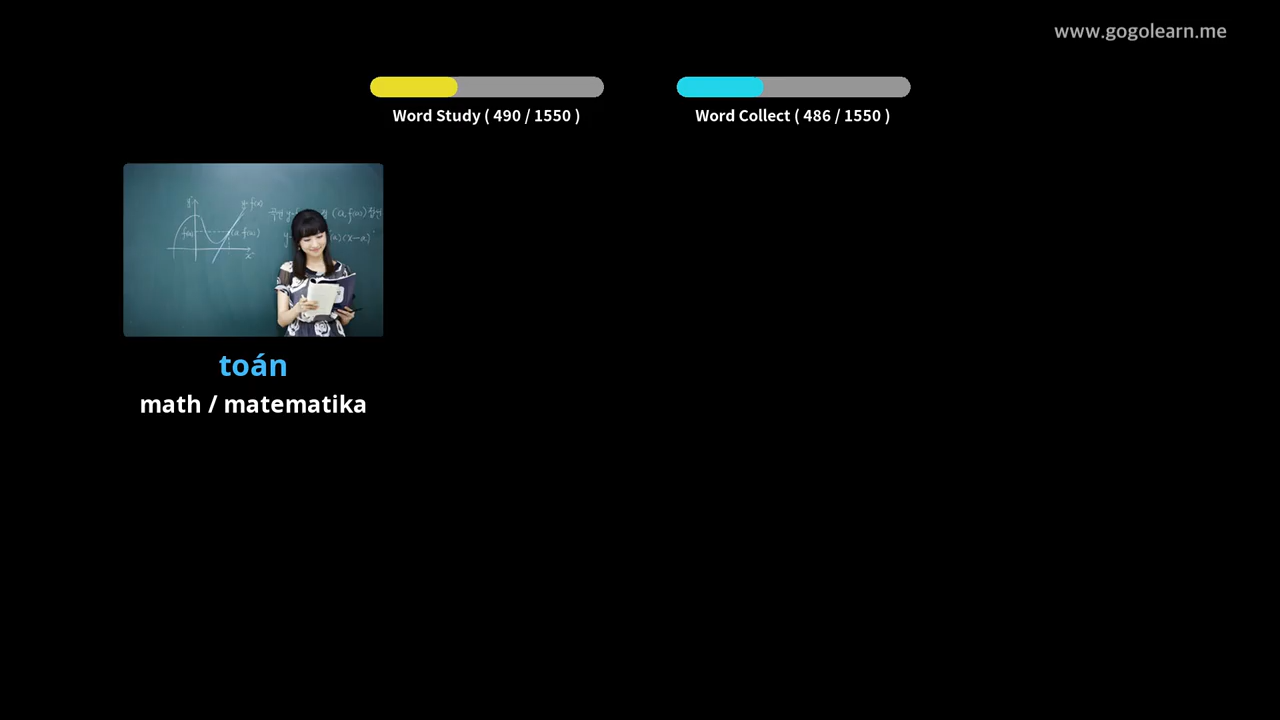 www.gogolearn.me
Word Study ( 490 / 1550 )
Word Collect ( 486 / 1550 )
y=f(x)
toán
math / matematika